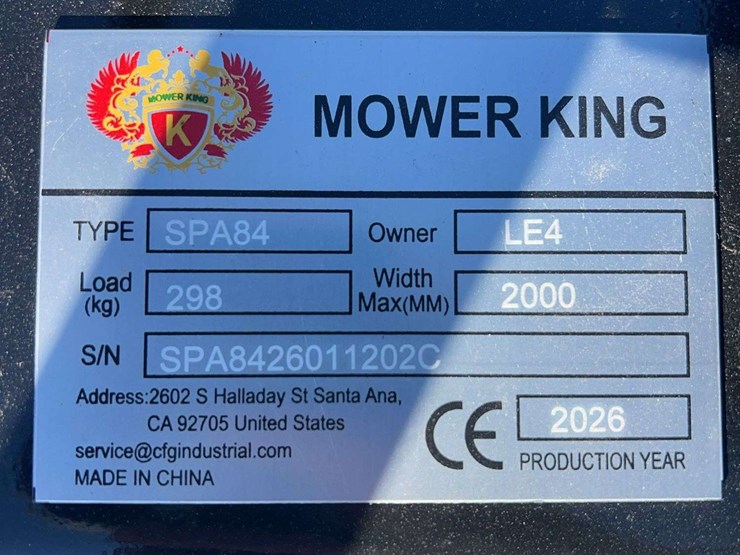 MOWER KING
K
MOWER KING
TYPE SPA84 Owner LE4
Load (kg) 298 Width Max(MM) 2000
S/N SPA8426011202C
Address:2602 S Halladay St Santa Ana,
CA 92705 United States
service@cfgindustrial.com
MADE IN CHINA
CE 2026
PRODUCTION YEAR